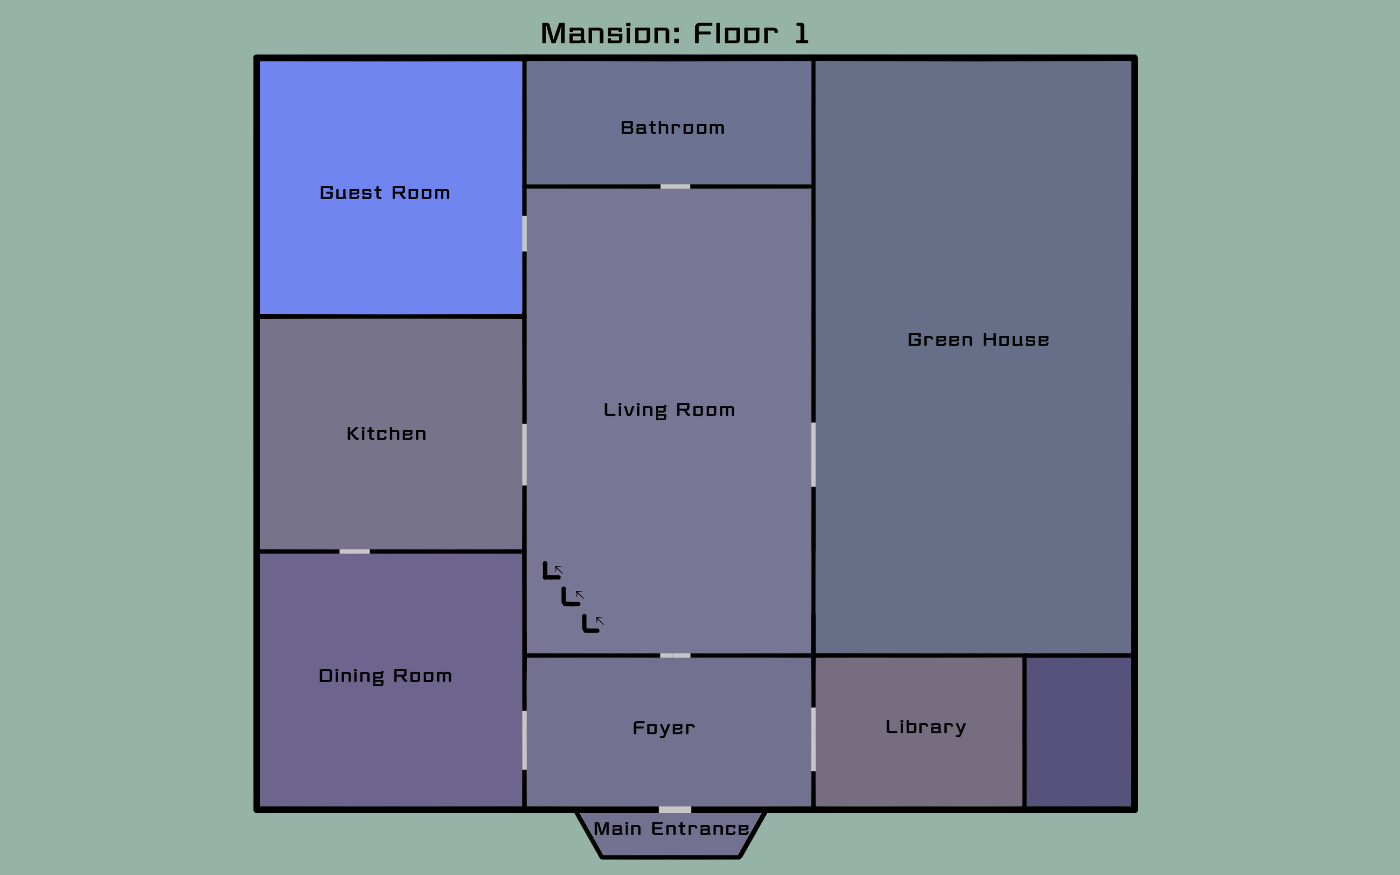 Mansion: Floor 1
Bathroom
Guest Room
Green House
Living Room
Kitchen
Dining Room
Foyer
Library
Main Entrance